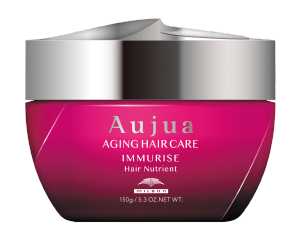 Aujua
AGING HAIR CARE
IMMURISE
Hair Nutrient
MILBON
150g / 5.3 OZ.NET WT.